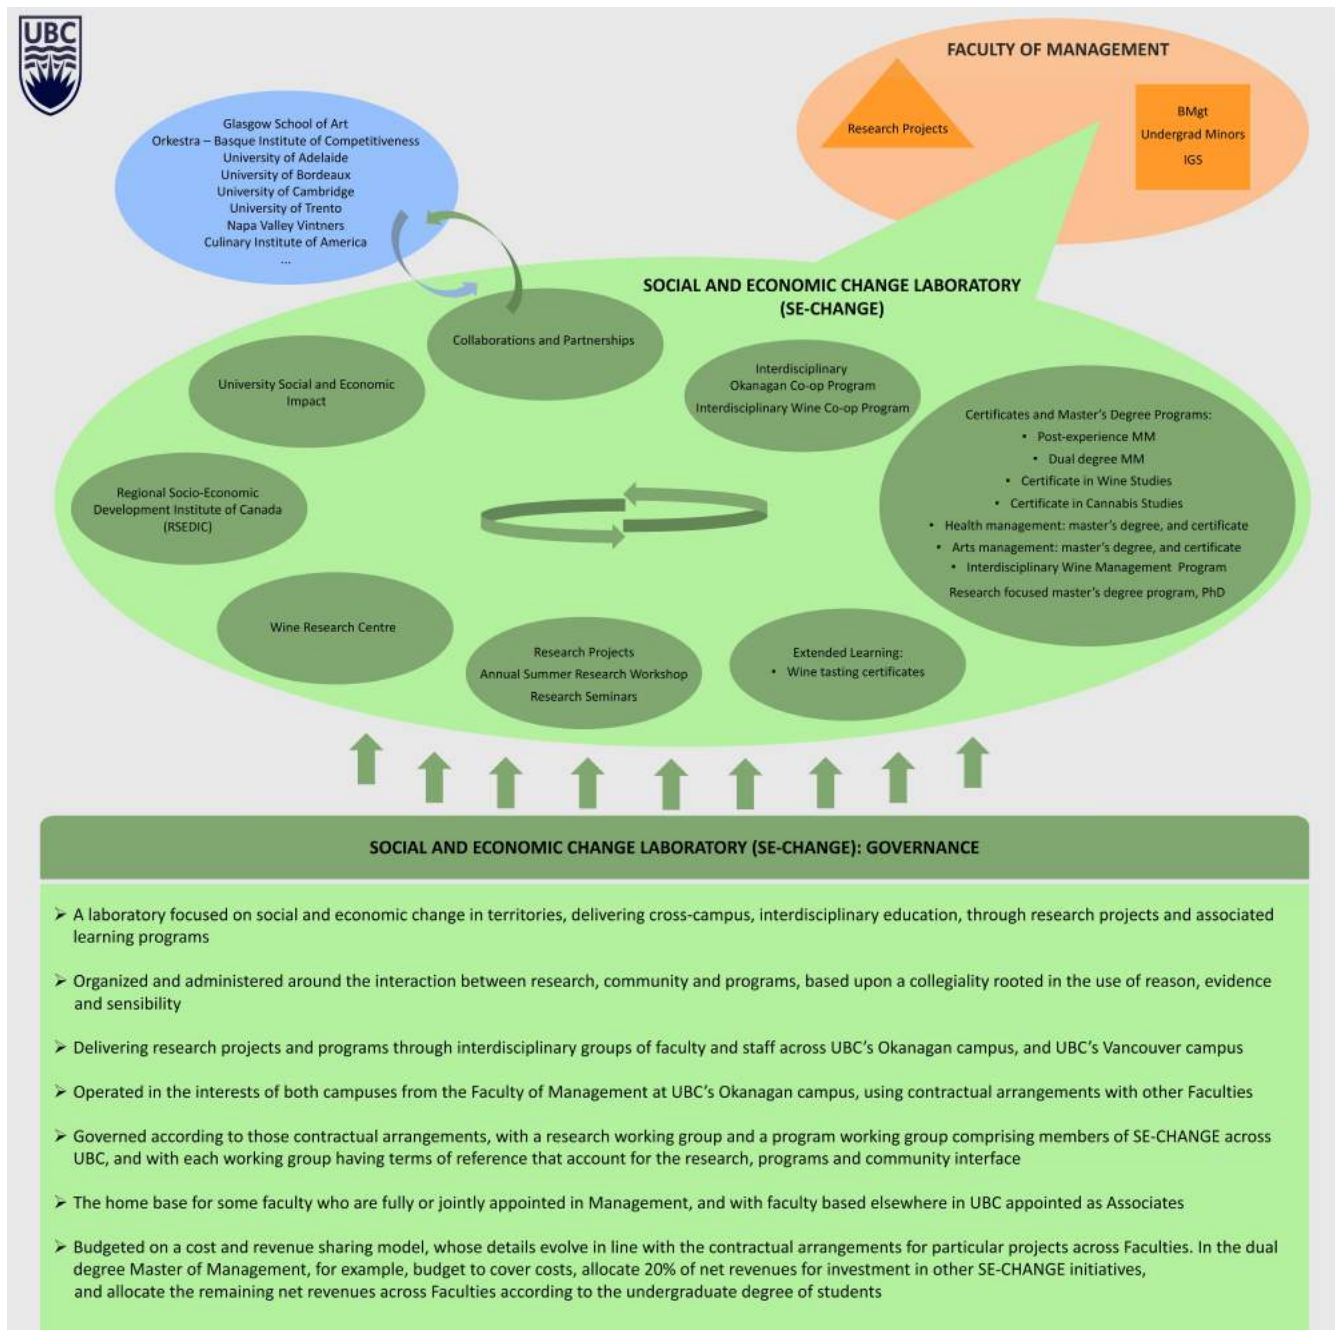 UBC
FACULTY OF MANAGEMENT
Research Projects
BMgt
Undergrad Minors
IGS
Glasgow School of Art
Orkestra – Basque Institute of Competitiveness
University of Adelaide
University of Bordeaux
University of Cambridge
University of Trento
Napa Valley Vintners
Culinary Institute of America
...
SOCIAL AND ECONOMIC CHANGE LABORATORY
(SE-CHANGE)
Collaborations and Partnerships
University Social and Economic
Impact
Interdisciplinary
Okanagan Co-op Program
Interdisciplinary Wine Co-op Program
Certificates and Master's Degree Programs:
• Post-experience MM
• Dual degree MM
• Certificate in Wine Studies
• Certificate in Cannabis Studies
• Health management: master's degree, and certificate
• Arts management: master's degree, and certificate
• Interdisciplinary Wine Management Program
Research focused master's degree program, PhD
Regional Socio-Economic
Development Institute of Canada
(RSEDIC)
Wine Research Centre
Research Projects
Annual Summer Research Workshop
Research Seminars
Extended Learning:
• Wine tasting certificates
SOCIAL AND ECONOMIC CHANGE LABORATORY (SE-CHANGE): GOVERNANCE
➢ A laboratory focused on social and economic change in territories, delivering cross-campus, interdisciplinary education, through research projects and associated
learning programs
➢ Organized and administered around the interaction between research, community and programs, based upon a collegiality rooted in the use of reason, evidence
and sensibility
➢ Delivering research projects and programs through interdisciplinary groups of faculty and staff across UBC's Okanagan campus, and UBC's Vancouver campus
➢ Operated in the interests of both campuses from the Faculty of Management at UBC's Okanagan campus, using contractual arrangements with other Faculties
➢ Governed according to those contractual arrangements, with a research working group and a program working group comprising members of SE-CHANGE across
UBC, and with each working group having terms of reference that account for the research, programs and community interface
➢ The home base for some faculty who are fully or jointly appointed in Management, and with faculty based elsewhere in UBC appointed as Associates
➢ Budgeted on a cost and revenue sharing model, whose details evolve in line with the contractual arrangements for particular projects across Faculties. In the dual
degree Master of Management, for example, budget to cover costs, allocate 20% of net revenues for investment in other SE-CHANGE initiatives,
and allocate the remaining net revenues across Faculties according to the undergraduate degree of students